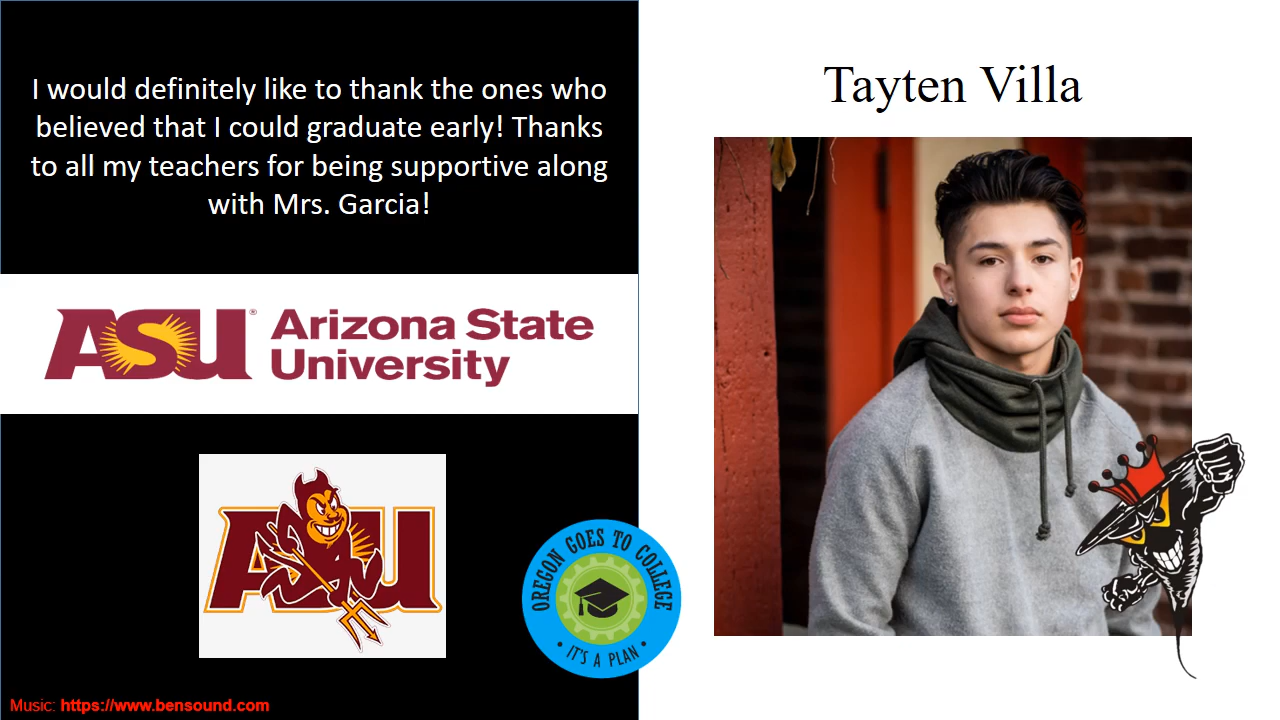 I would definitely like to thank the ones who
believed that I could graduate early! Thanks
to all my teachers for being supportive along
with Mrs. Garcia!
ASU® Arizona State
University
ASU
OREGON GOES TO COLLEGE
• IT'S A PLAN •
Music: https://www.bensound.com
Tayten Villa